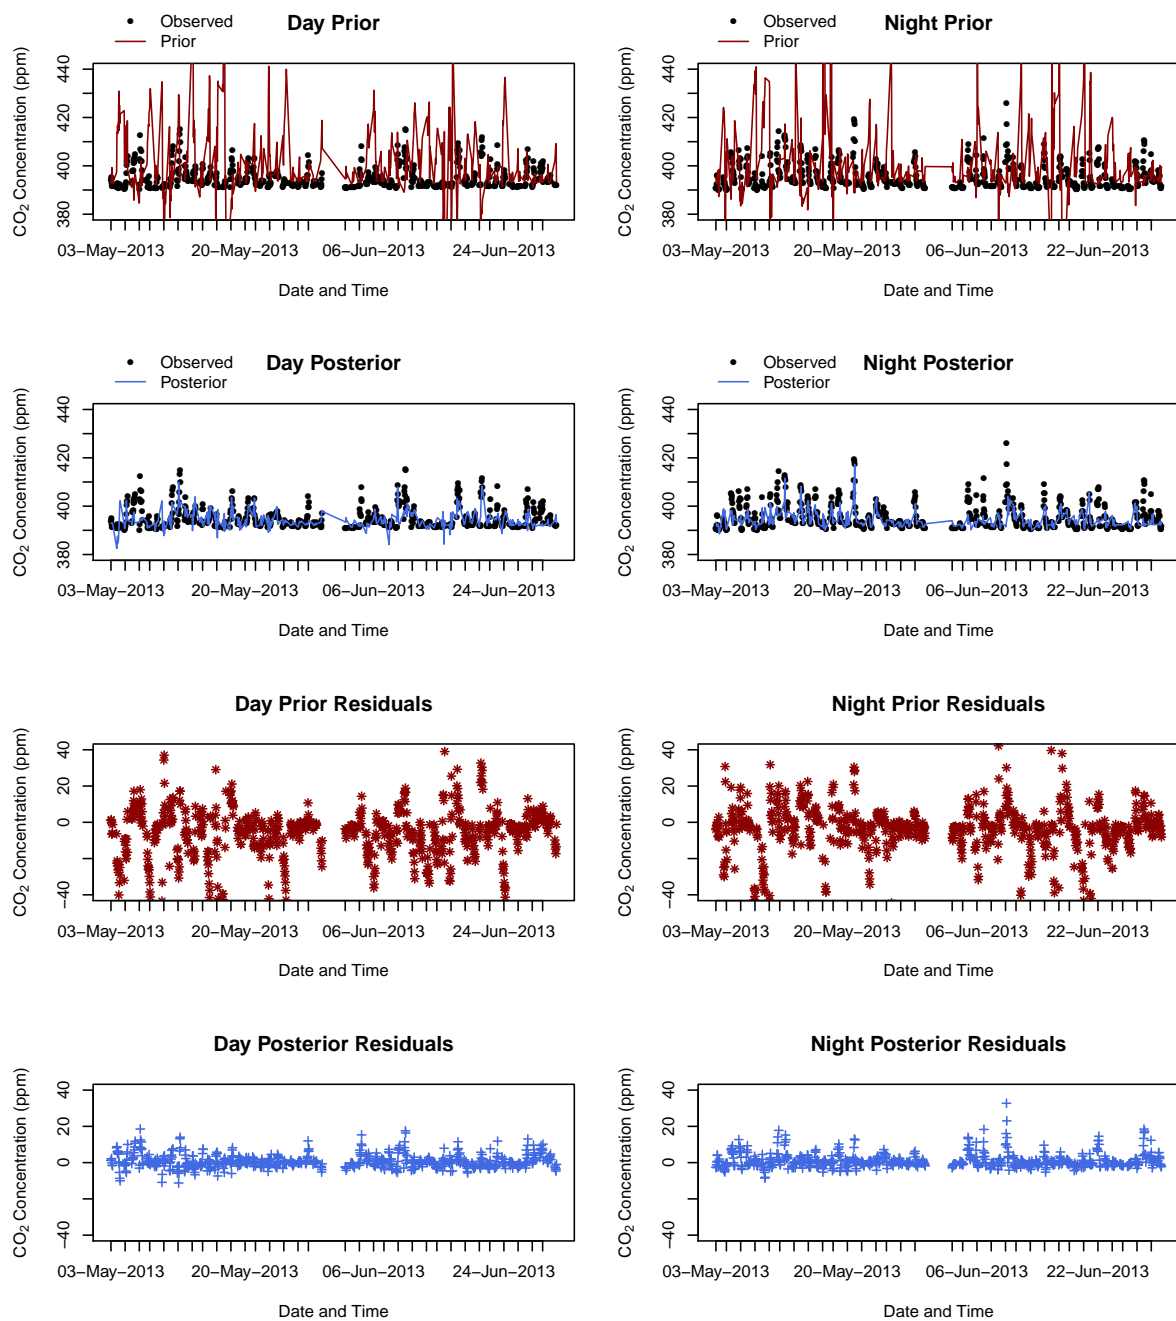 Observed
Prior
Day Prior
CO2 Concentration (ppm)
440
420
400
380
03−May−2013
20−May−2013
06−Jun−2013
24−Jun−2013
Date and Time
Observed
Prior
Night Prior
CO2 Concentration (ppm)
440
420
400
380
03−May−2013
20−May−2013
06−Jun−2013
22−Jun−2013
Date and Time
Observed
Posterior
Day Posterior
CO2 Concentration (ppm)
440
420
400
380
03−May−2013
20−May−2013
06−Jun−2013
24−Jun−2013
Date and Time
Observed
Posterior
Night Posterior
CO2 Concentration (ppm)
440
420
400
380
03−May−2013
20−May−2013
06−Jun−2013
22−Jun−2013
Date and Time
Day Prior Residuals
CO2 Concentration (ppm)
40
20
0
−40
03−May−2013
20−May−2013
06−Jun−2013
24−Jun−2013
Date and Time
Night Prior Residuals
CO2 Concentration (ppm)
40
20
0
−40
03−May−2013
20−May−2013
06−Jun−2013
22−Jun−2013
Date and Time
Day Posterior Residuals
CO2 Concentration (ppm)
40
20
0
−40
03−May−2013
20−May−2013
06−Jun−2013
24−Jun−2013
Date and Time
Night Posterior Residuals
CO2 Concentration (ppm)
40
20
0
−40
03−May−2013
20−May−2013
06−Jun−2013
22−Jun−2013
Date and Time